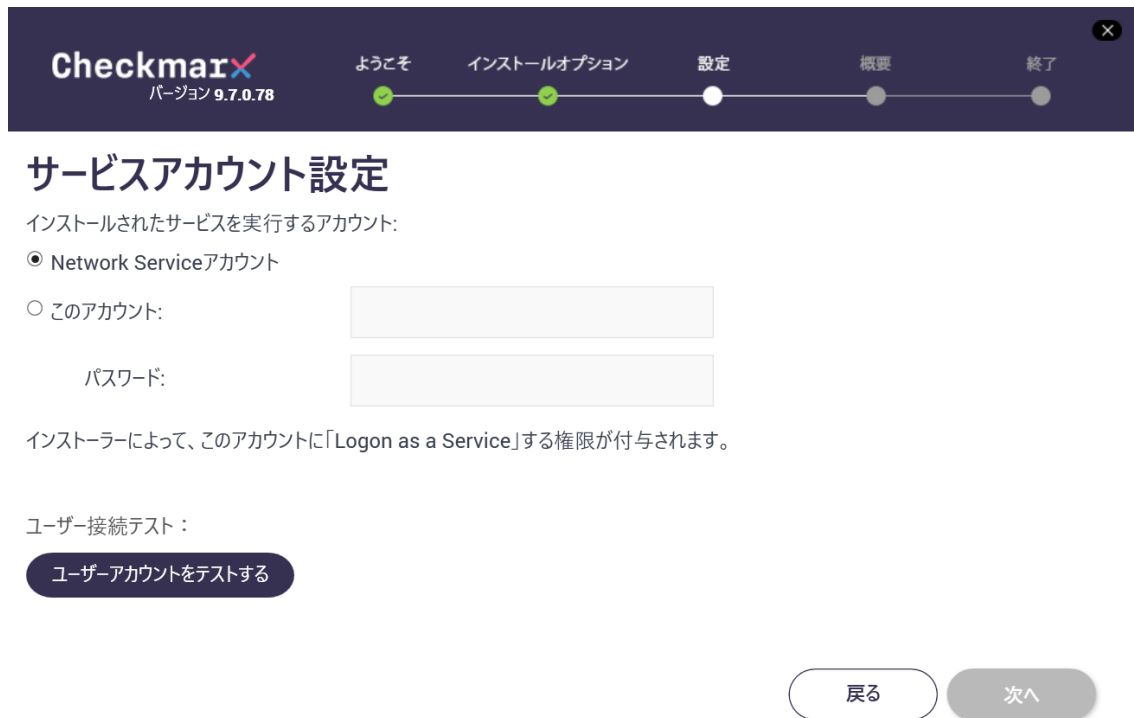 Checkmarx
バージョン 9.7.0.78
ようこそ
インストールオプション
設定
概要
終了
サービスアカウント設定
インストールされたサービスを実行するアカウント:
Network Serviceアカウント
このアカウント:
パスワード:
インストーラーによって、このアカウントに「Logon as a Service」する権限が付与されます。
ユーザー接続テスト：
ユーザーアカウントをテストする
戻る
次へ